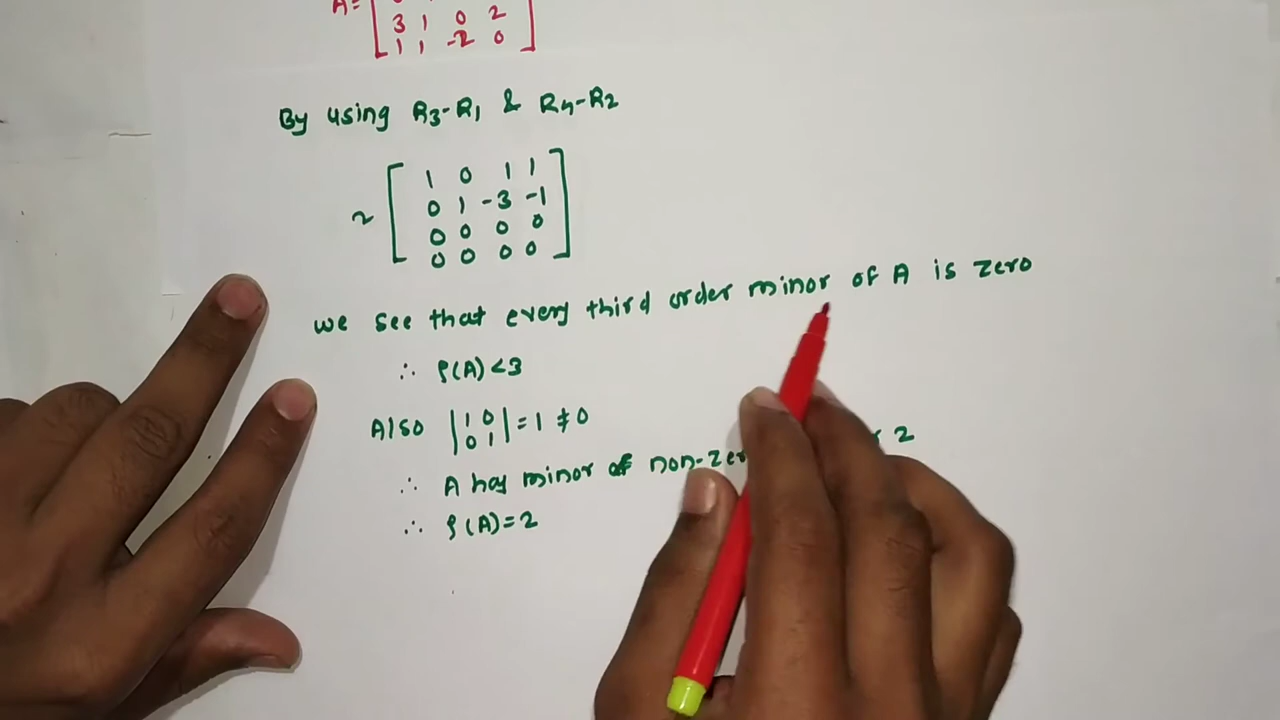 A=
3 1 0 2
1 1 -2 0
By using R3-R1 & R4-R2
~
1 0 1 1
0 1 -3 -1
0 0 0 0
0 0 0 0
we see that every third order minor of A is zero
∴ ρ(A)<3
Also |1 0| = 1 ≠ 0
|0 1|
∴ A has minor of non-zero 2
∴ ρ(A)=2